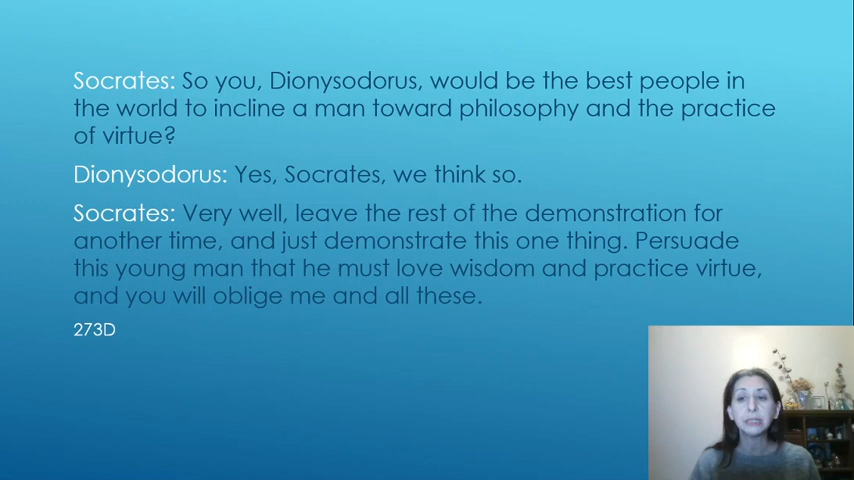 Socrates: So you, Dionysodorus, would be the best people in
the world to incline a man toward philosophy and the practice
of virtue?
Dionysodorus: Yes, Socrates, we think so.
Socrates: Very well, leave the rest of the demonstration for
another time, and just demonstrate this one thing. Persuade
this young man that he must love wisdom and practice virtue,
and you will oblige me and all these.
273D